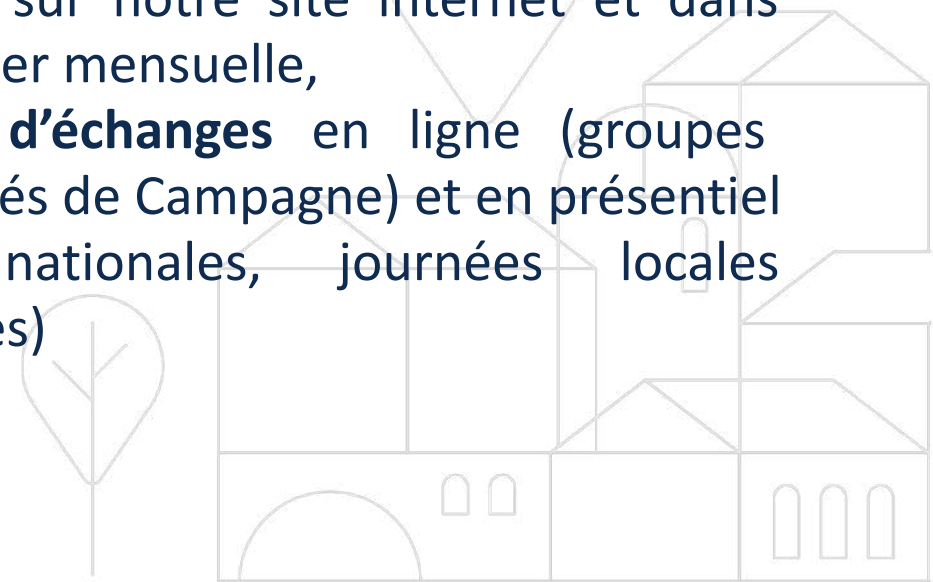 sur notre site internet et dans
er mensuelle,
d’échanges en ligne (groupes
és de Campagne) et en présentiel
nationales, journées locales
es)